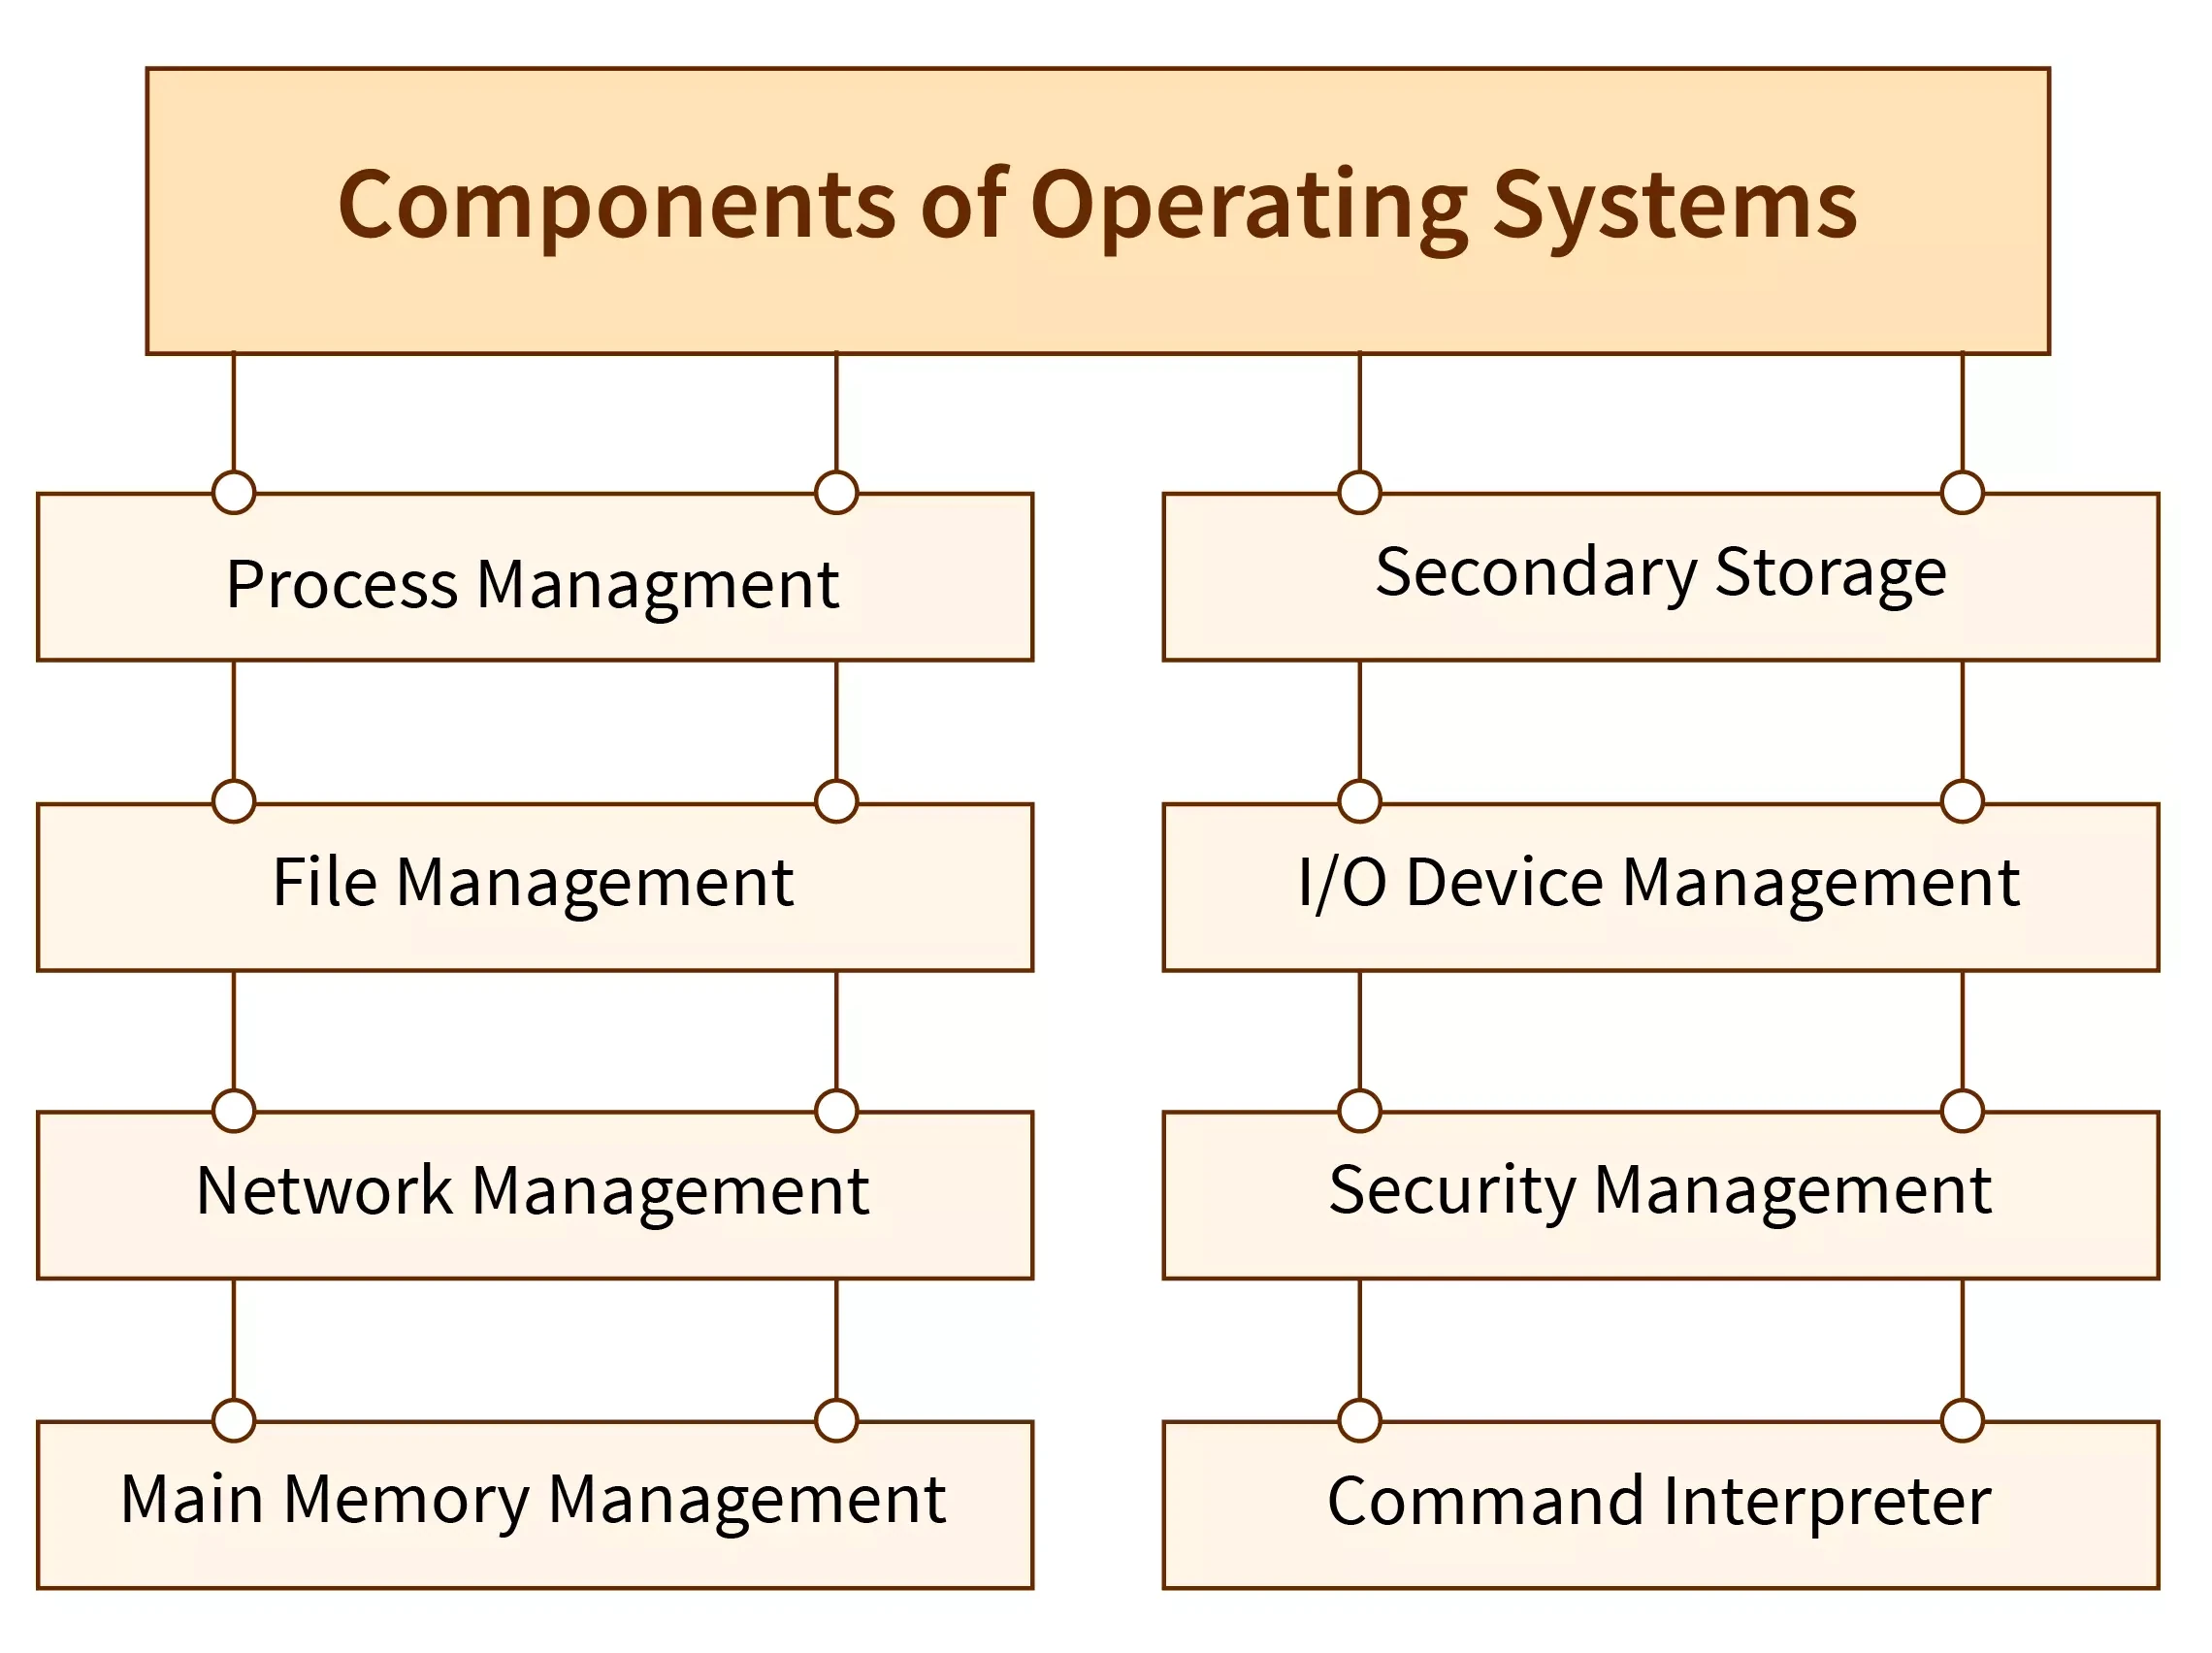 Components of Operating Systems
Process Managment
File Management
Network Management
Main Memory Management
Secondary Storage
I/O Device Management
Security Management
Command Interpreter